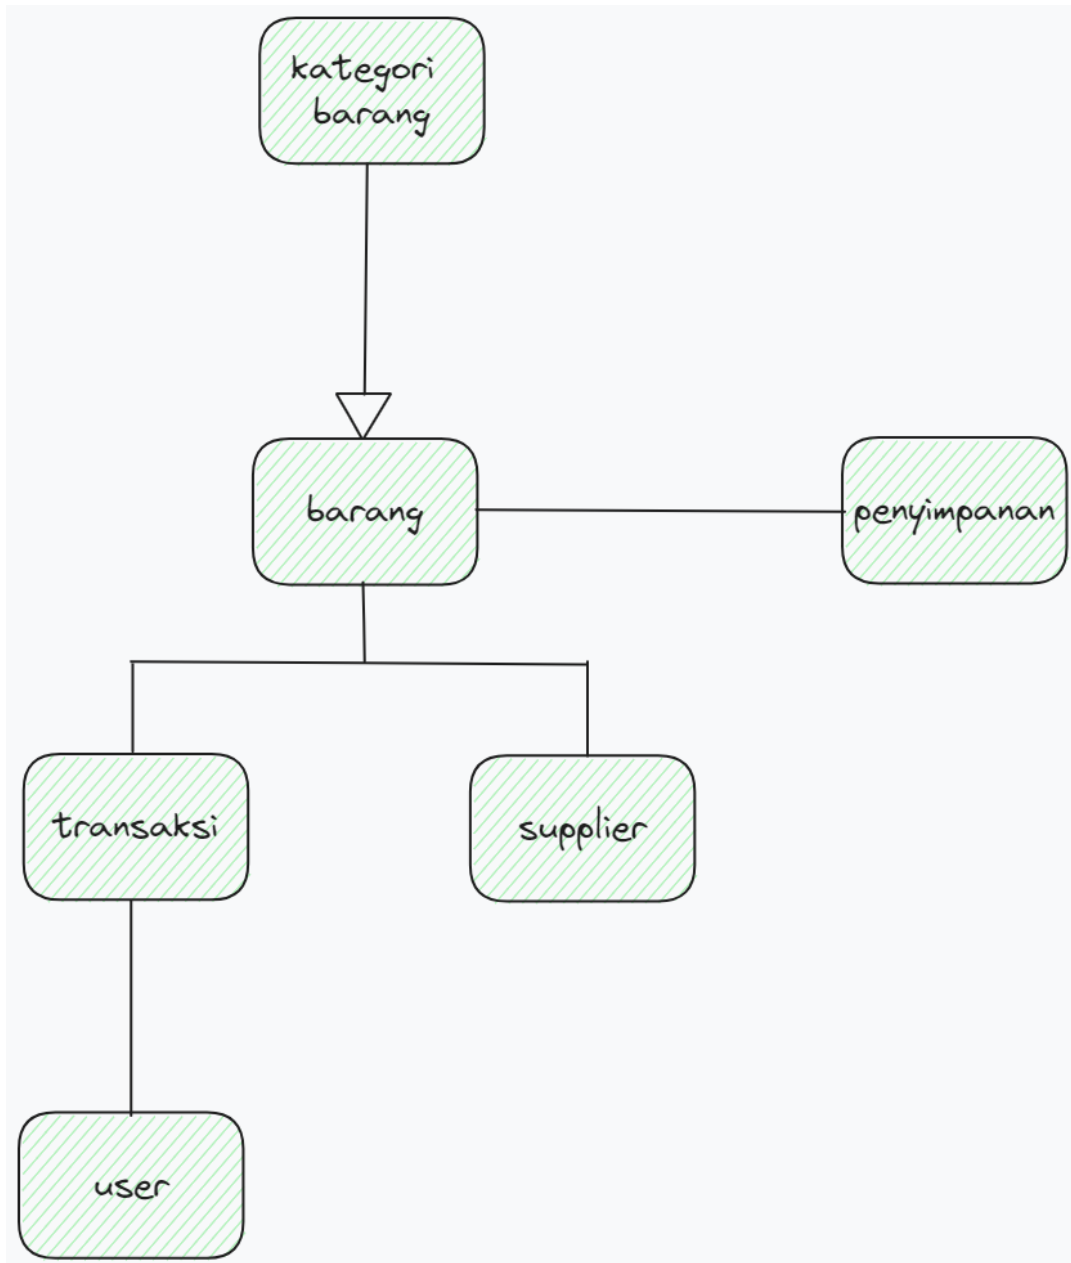 kategori
barang
barang
penyimpanan
transaksi
supplier
user